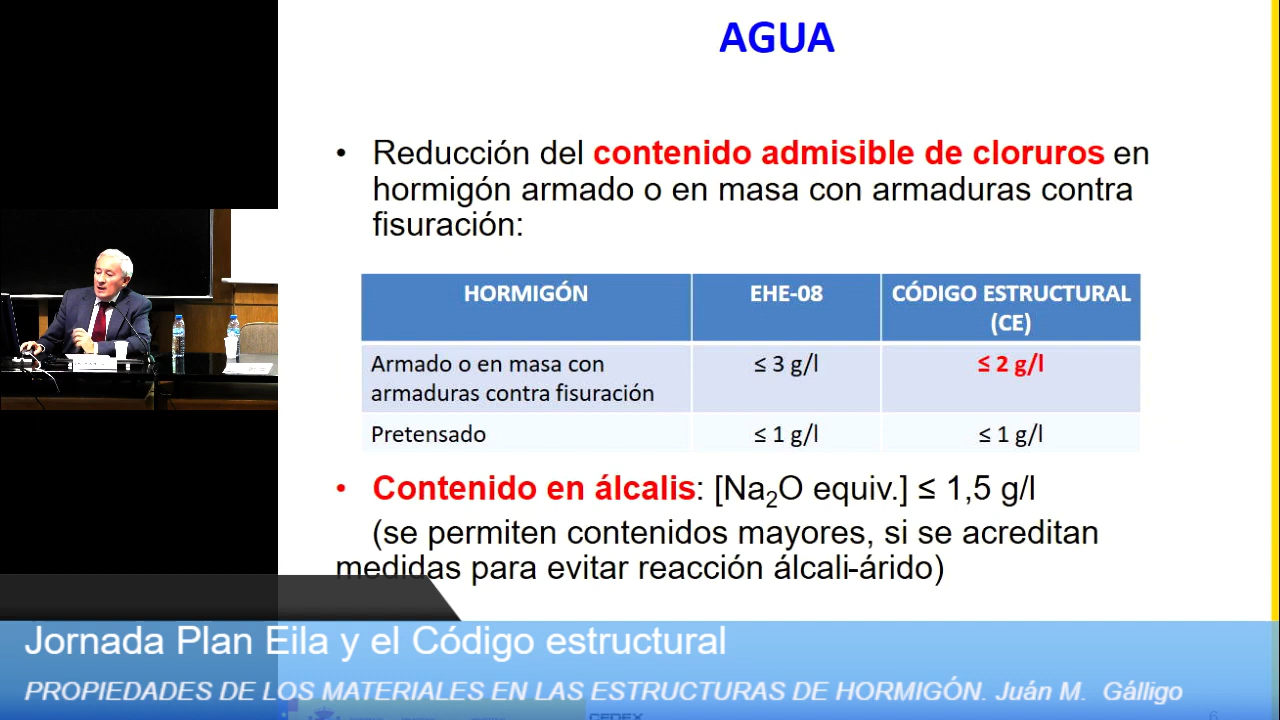 AGUA
• Reducción del contenido admisible de cloruros en
hormigón armado o en masa con armaduras contra
fisuración:
HORMIGÓN EHE-08 CÓDIGO ESTRUCTURAL
(CE)
Armado o en masa con ≤ 3 g/l ≤ 2 g/l
armaduras contra fisuración
Pretensado ≤ 1 g/l ≤ 1 g/l
• Contenido en álcalis: [Na₂O equiv.] ≤ 1,5 g/l
(se permiten contenidos mayores, si se acreditan
medidas para evitar reacción álcali-árido)
Jornada Plan Eila y el Código estructural
PROPIEDADES DE LOS MATERIALES EN LAS ESTRUCTURAS DE HORMIGÓN. Juán M. Gálligo
CEDEX
6